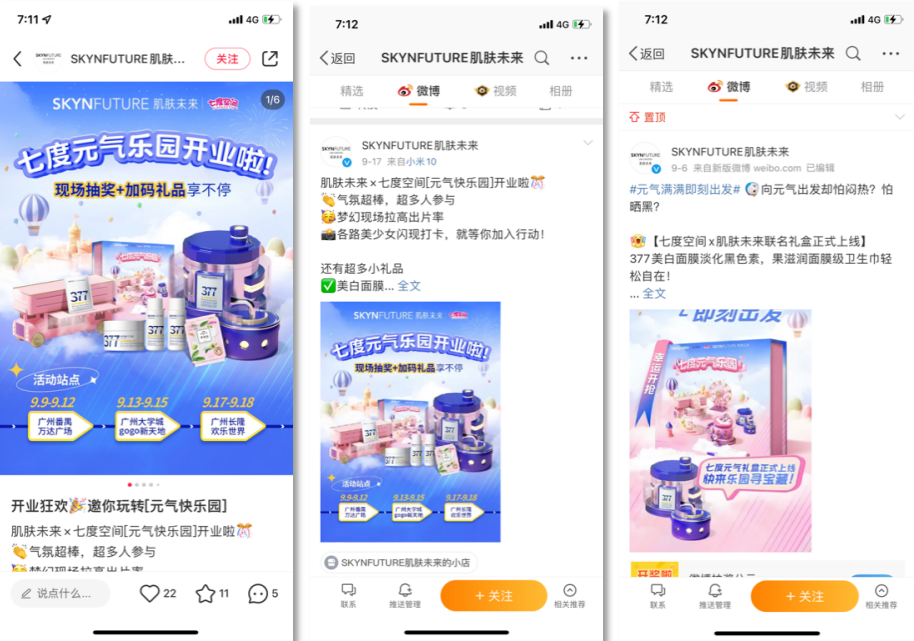 7:11
4G
SKYNFUTURE肌肤...
关注
SKYNFUTURE 肌肤未来
七度空间
1/6
七度元气乐园开业啦!
现场抽奖+加码礼品享不停
377
377
377
377
377
活动站点
9.9-9.12
9.13-9.15
9.17-9.18
广州番禺
万达广场
广州大学城
gogo新天地
广州长隆
欢乐世界
开业狂欢🎉邀你玩转[元气快乐园]
肌肤未来×七度空间[元气快乐园]开业啦🎊
👏气氛超棒,超多人参与
🥳梦幻现场拉高出片率
说点什么...
22
11
5
7:12
4G
返回
SKYNFUTURE肌肤未来
精选
微博
视频
相册
SKYNFUTURE肌肤未来
9-17 来自小米10
肌肤未来×七度空间[元气快乐园]开业啦🎊
👏气氛超棒,超多人参与
🥳梦幻现场拉高出片率
📸各路美少女闪现打卡,就等你加入行动!
还有超多小礼品
✅美白面膜... 全文
SKYNFUTURE 肌肤未来
七度元气乐园开业啦!
现场抽奖+加码礼品享不停
377
377
377
活动站点
9.9-9.12
9.13-9.15
9.17-9.18
广州番禺
万达广场
广州大学城
gogo新天地
广州长隆
欢乐世界
SKYNFUTURE肌肤未来的小店
联系
推送管理
+关注
相关推荐
7:12
4G
返回
SKYNFUTURE肌肤未来
精选
微博
视频
相册
置顶
SKYNFUTURE肌肤未来
9-6 来自新版微博 weibo.com 已编辑
#元气满满即刻出发# 向元气出发却怕闷热?怕
晒黑?
【七度空间x肌肤未来联名礼盒正式上线】
377美白面膜淡化黑色素,果滋润面膜级卫生巾轻
松自在!
... 全文
即刻出发
幸运开抢
七度元气乐园!
377
七度元气礼盒正式上线
快来乐园寻宝藏!
联系
推送管理
+关注
相关推荐